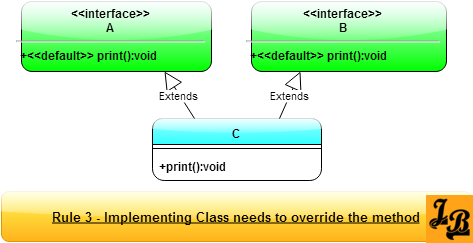 <<interface>>
A
+<<default>> print():void
<<interface>>
B
+<<default>> print():void
Extends
Extends
C
+print():void
Rule 3 - Implementing Class needs to override the method
JB